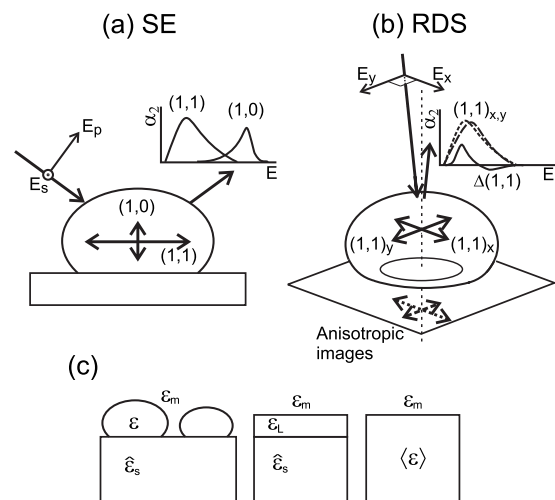 (a) SE
(b) RDS
E_p
E_s
α_2
(1,1)
(1,0)
E
(1,0)
(1,1)
E_y
E_x
α_2
(1,1)_x,y
E
Δ(1,1)
(1,1)_y
(1,1)_x
Anisotropic
images
(c)
ε_m
ε
ε̂_s
ε_m
ε_L
ε̂_s
ε_m
⟨ε⟩